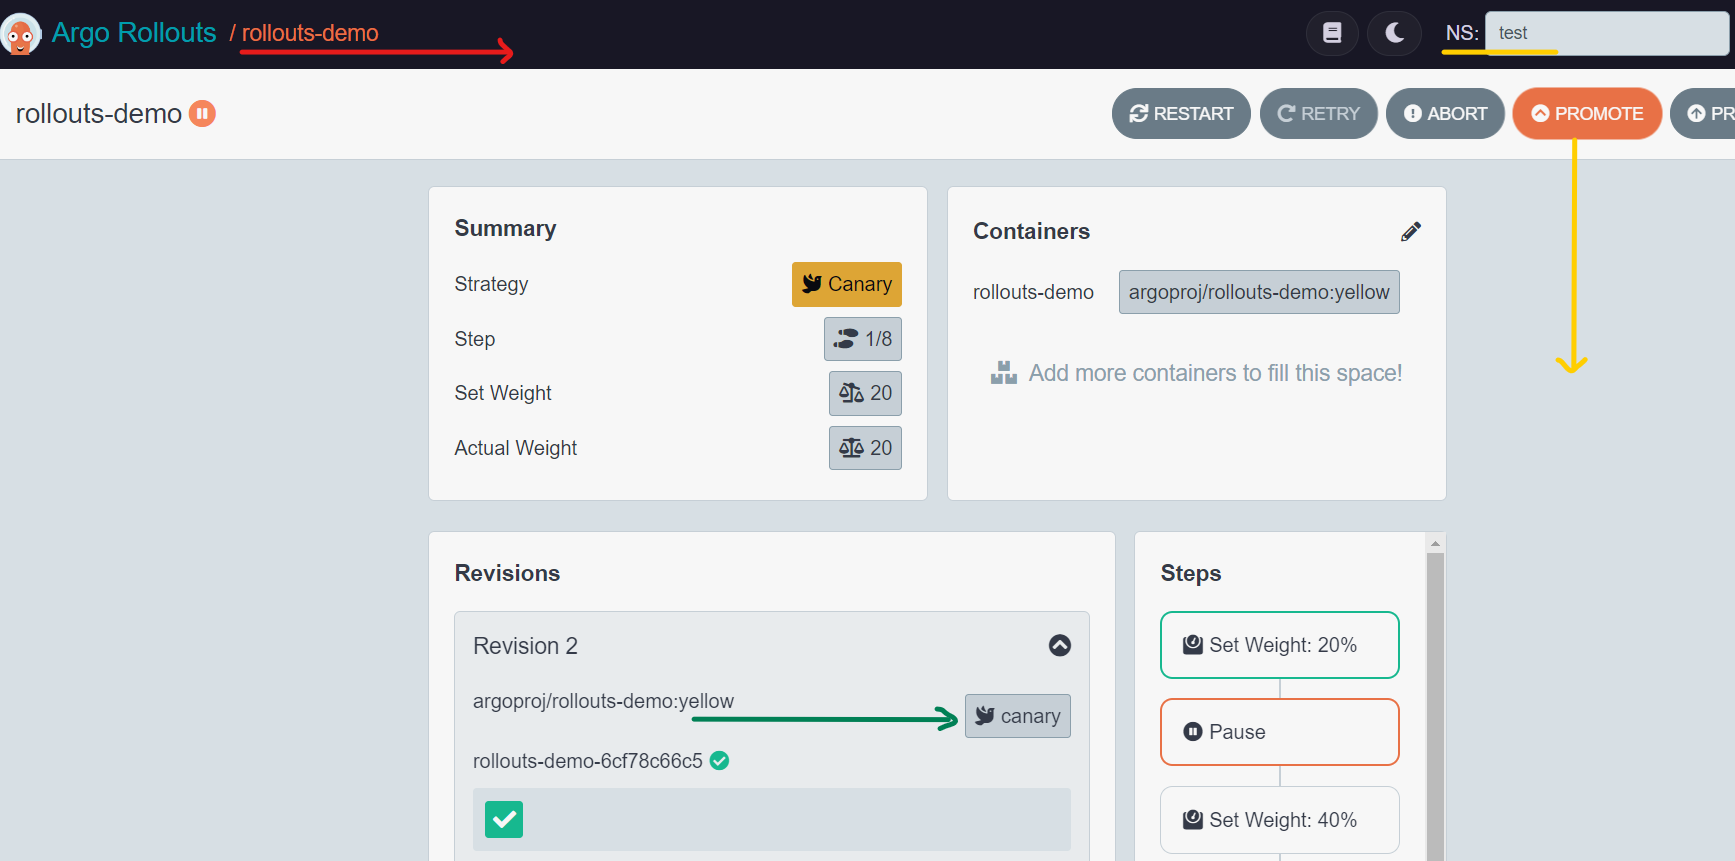 Argo Rollouts / rollouts-demo
NS: test
rollouts-demo
RESTART
RETRY
ABORT
PROMOTE
PR
Summary
Strategy
Canary
Step
1/8
Set Weight
20
Actual Weight
20
Containers
rollouts-demo
argoproj/rollouts-demo:yellow
Add more containers to fill this space!
Revisions
Revision 2
argoproj/rollouts-demo:yellow
canary
rollouts-demo-6cf78c66c5
Steps
Set Weight: 20%
Pause
Set Weight: 40%